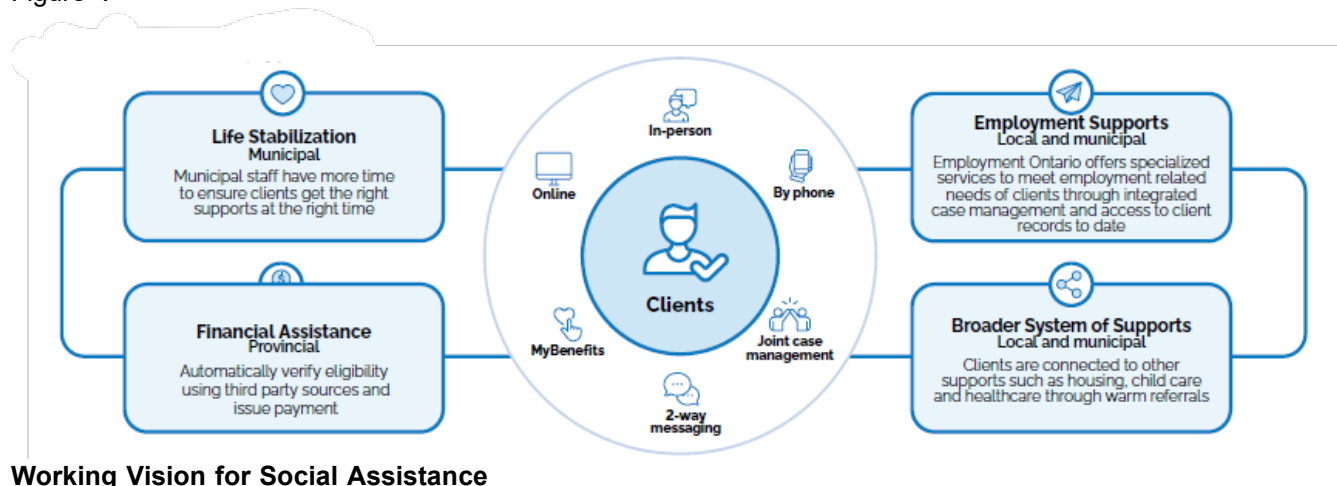 Life Stabilization
Municipal
Municipal staff have more time
to ensure clients get the right
supports at the right time
Financial Assistance
Provincial
Automatically verify eligibility
using third party sources and
issue payment
In-person
Online
By phone
Clients
MyBenefits
Joint case
management
2-way
messaging
Employment Supports
Local and municipal
Employment Ontario offers specialized
services to meet employment related
needs of clients through integrated
case management and access to client
records to date
Broader System of Supports
Local and municipal
Clients are connected to other
supports such as housing, child care
and healthcare through warm referrals
Working Vision for Social Assistance